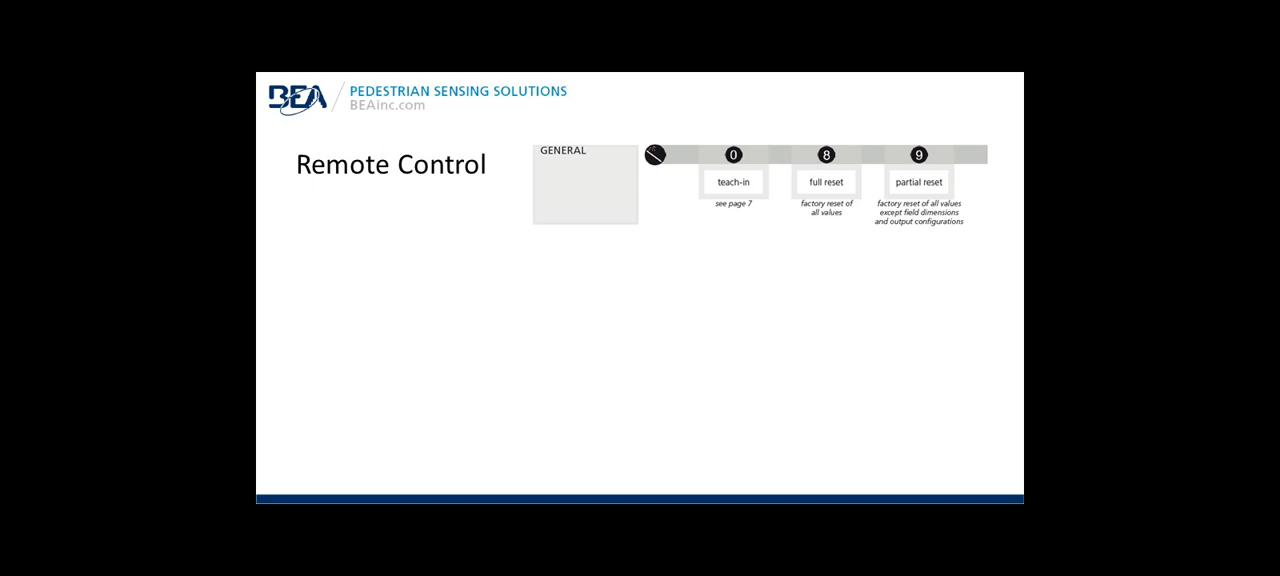 BEA
PEDESTRIAN SENSING SOLUTIONS
BEAinc.com
Remote Control
GENERAL
0
8
9
teach-in
full reset
partial reset
see page 7
factory reset of
all values
factory reset of all values
except field dimensions
and output configurations